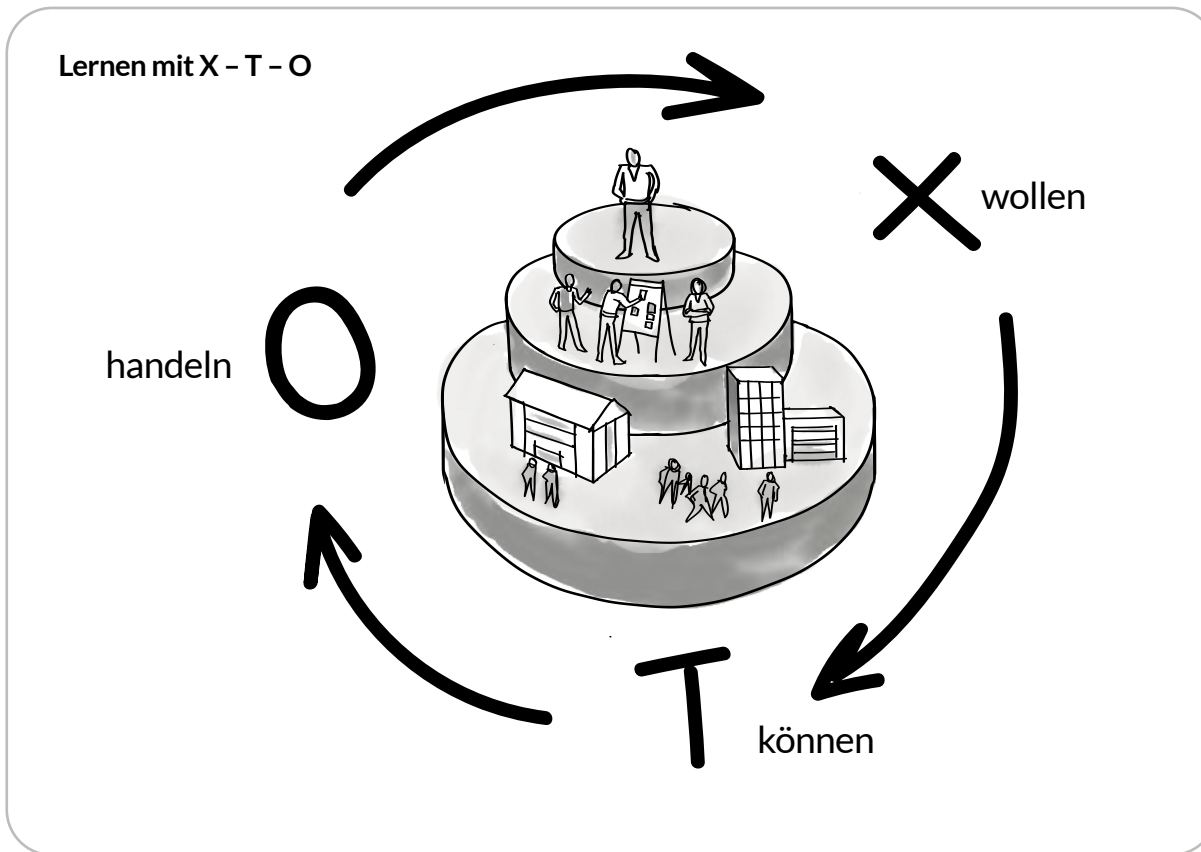 Lernen mit X – T – O
X wollen
handeln O
T
können